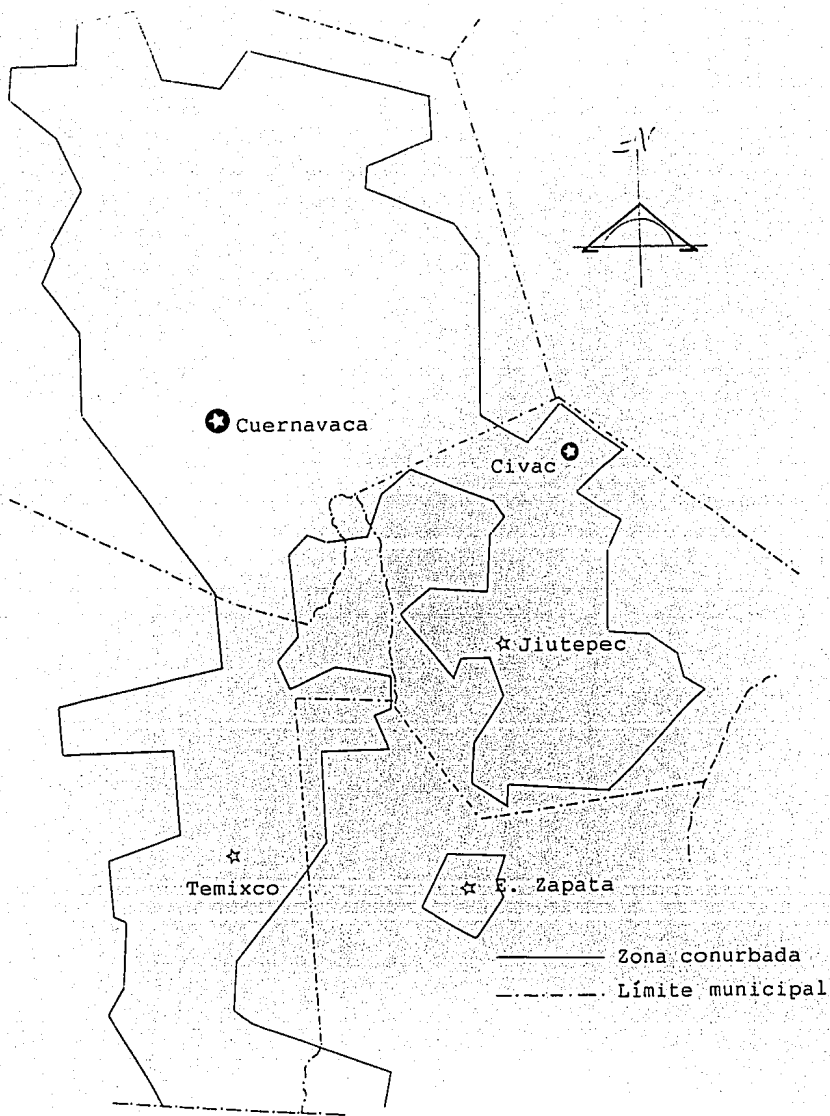 Cuernavaca
Civac
Jiutepec
Temixco
E. Zapata
Zona conurbada
Límite municipal